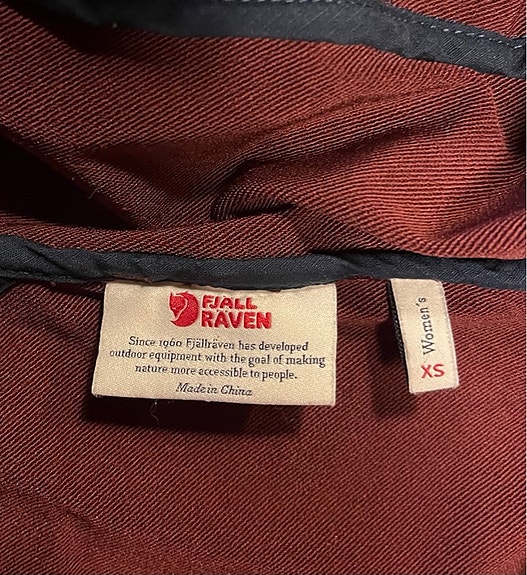 FJALL
RÄVEN
Since 1960 Fjällräven has developed
outdoor equipment with the goal of making
nature more accessible to people.
Made in China
Women's
XS